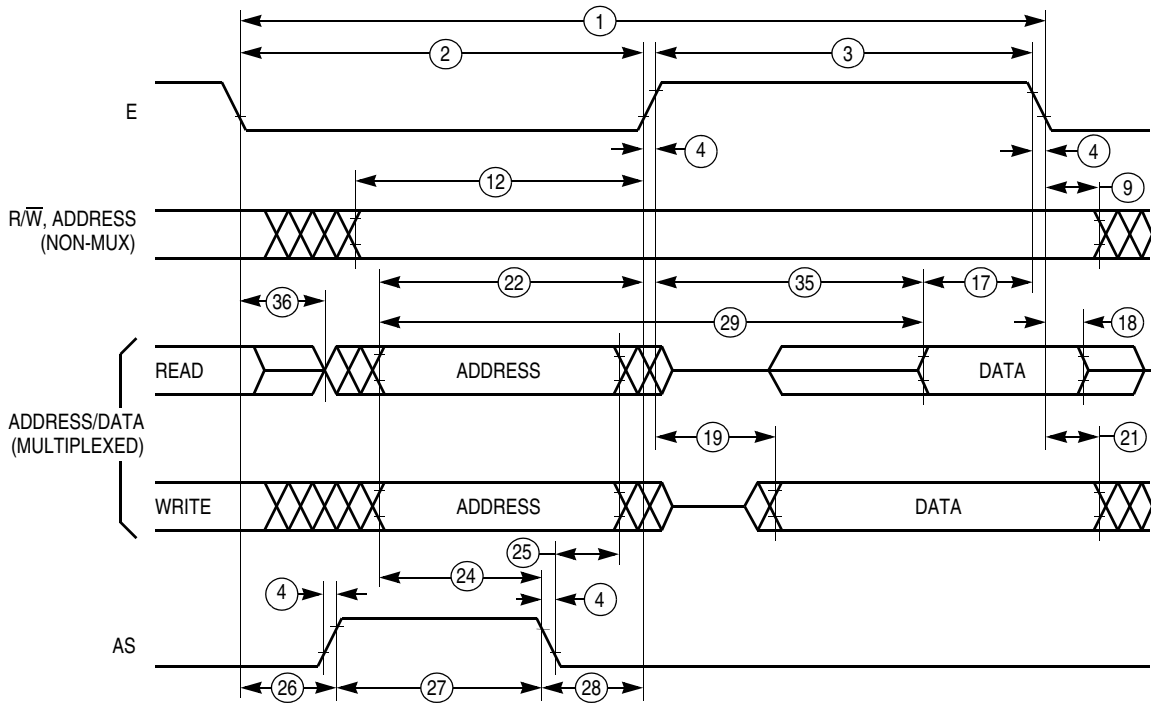 1
2
3
E
4
4
12
9
R/W̅, ADDRESS
(NON-MUX)
22
35
17
36
29
18
READ
ADDRESS
DATA
ADDRESS/DATA
(MULTIPLEXED)
19
21
WRITE
ADDRESS
DATA
25
24
4
4
AS
26
27
28